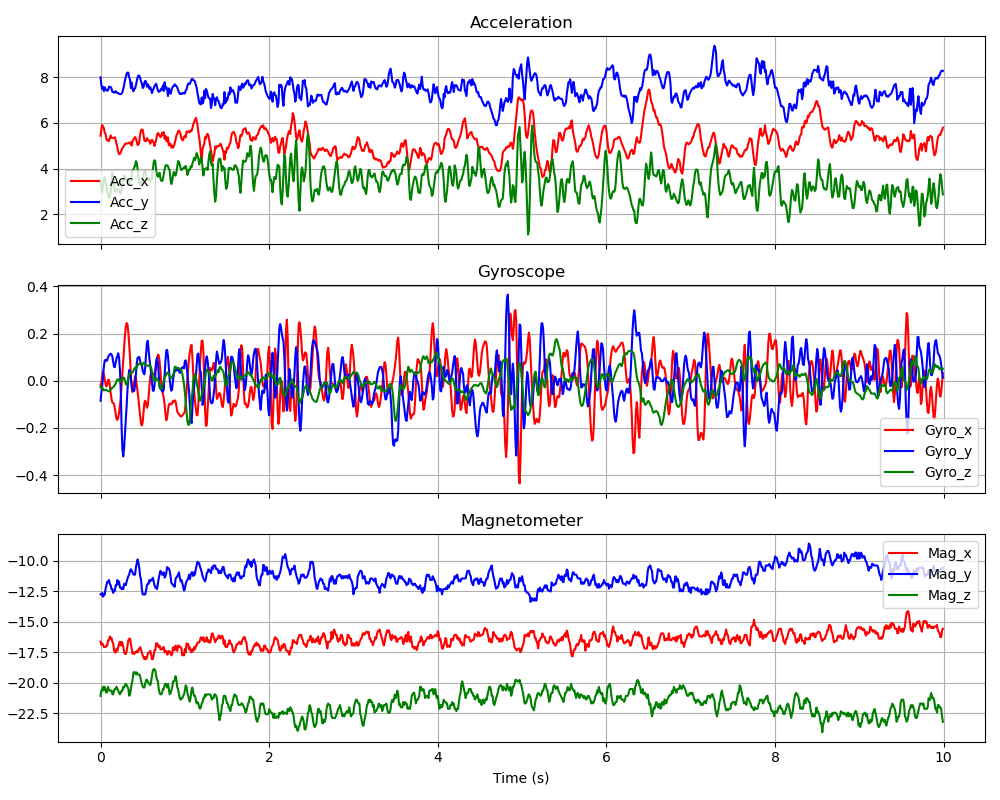 Acceleration
8
6
4
2
Acc_x
Acc_y
Acc_z
Gyroscope
0.4
0.2
0.0
−0.2
−0.4
Gyro_x
Gyro_y
Gyro_z
Magnetometer
−10.0
−12.5
−15.0
−17.5
−20.0
−22.5
Mag_x
Mag_y
Mag_z
0 2 4 6 8 10
Time (s)